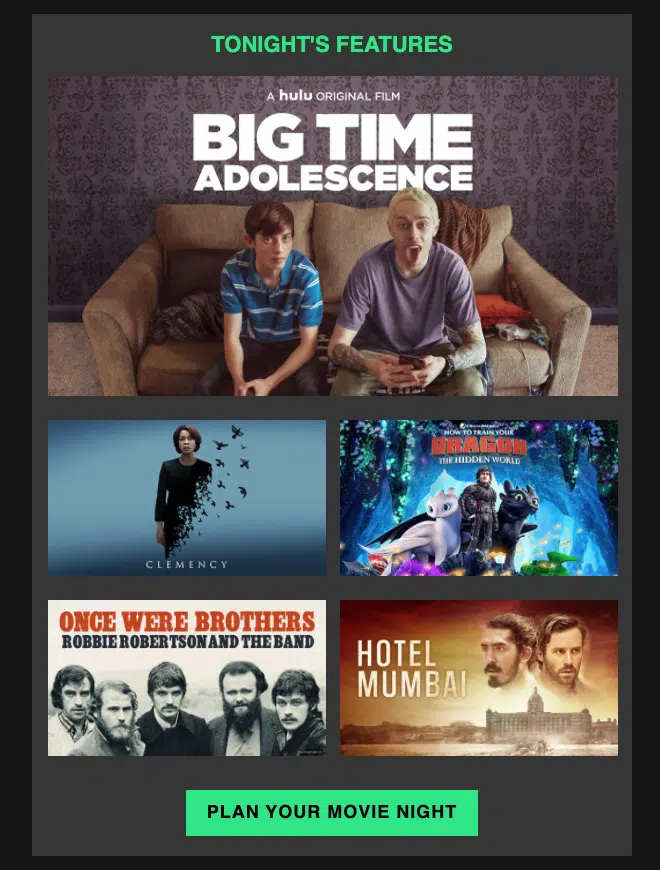 TONIGHT'S FEATURES
A hulu ORIGINAL FILM
BIG TIME
ADOLESCENCE
CLEMENCY
DREAMWORKS
HOW TO TRAIN YOUR
DRAGON
THE HIDDEN WORLD
ONCE WERE BROTHERS
ROBBIE ROBERTSON AND THE BAND
HOTEL
MUMBAI
PLAN YOUR MOVIE NIGHT